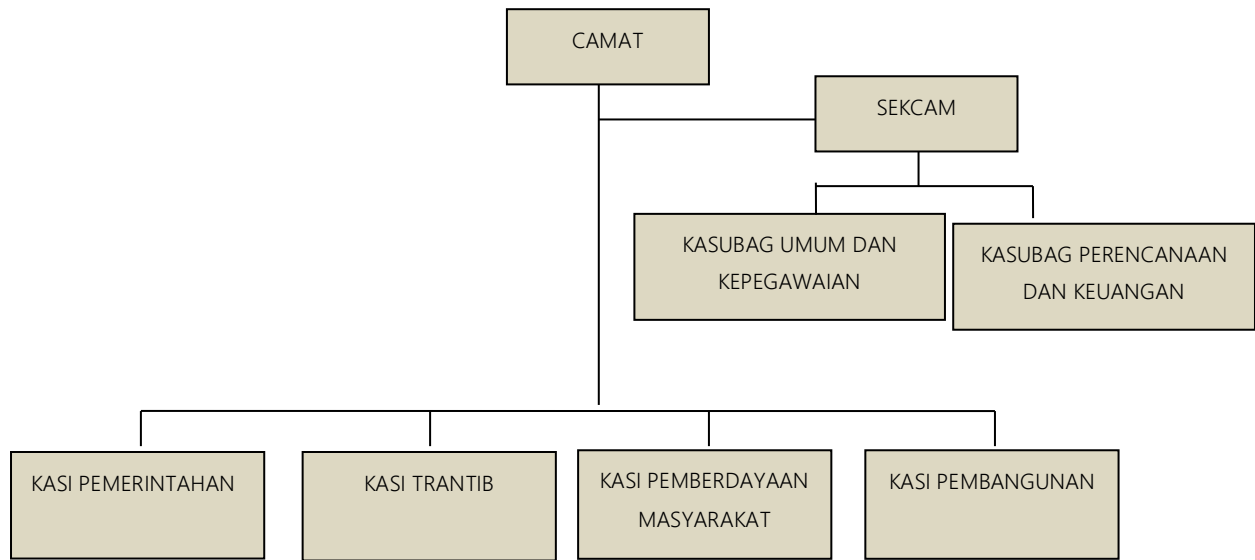 CAMAT
SEKCAM
KASUBAG UMUM DAN
KEPEGAWAIAN
KASUBAG PERENCANAAN
DAN KEUANGAN
KASI PEMERINTAHAN
KASI TRANTIB
KASI PEMBERDAYAAN
MASYARAKAT
KASI PEMBANGUNAN